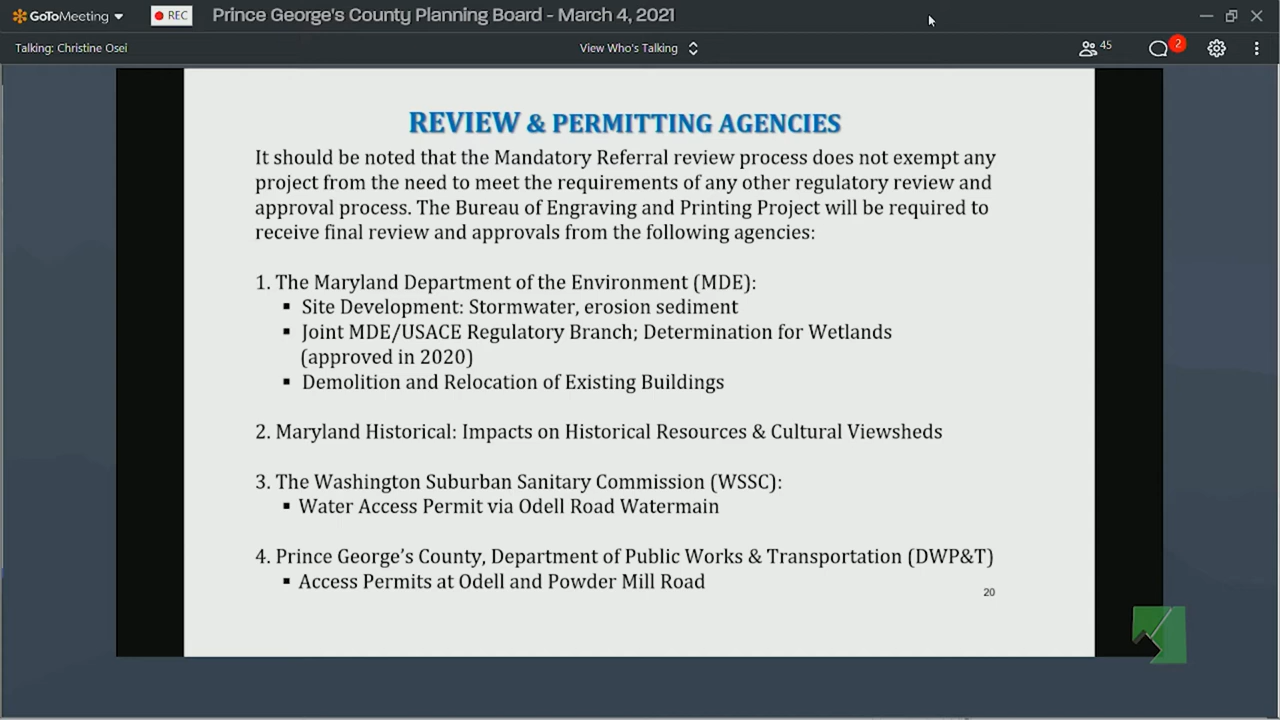 GoToMeeting
REC
Prince George's County Planning Board - March 4, 2021
Talking: Christine Osei
View Who's Talking
45
2
REVIEW & PERMITTING AGENCIES
It should be noted that the Mandatory Referral review process does not exempt any
project from the need to meet the requirements of any other regulatory review and
approval process. The Bureau of Engraving and Printing Project will be required to
receive final review and approvals from the following agencies:
1. The Maryland Department of the Environment (MDE):
▪ Site Development: Stormwater, erosion sediment
▪ Joint MDE/USACE Regulatory Branch; Determination for Wetlands
(approved in 2020)
▪ Demolition and Relocation of Existing Buildings
2. Maryland Historical: Impacts on Historical Resources & Cultural Viewsheds
3. The Washington Suburban Sanitary Commission (WSSC):
▪ Water Access Permit via Odell Road Watermain
4. Prince George’s County, Department of Public Works & Transportation (DWP&T)
▪ Access Permits at Odell and Powder Mill Road
20